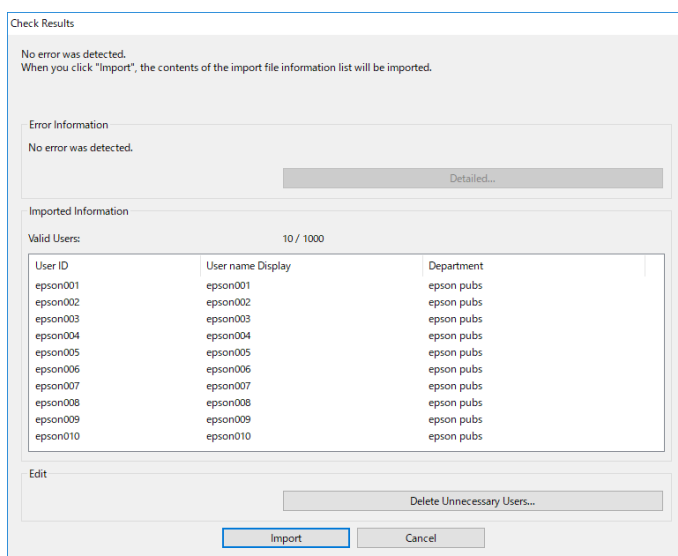 Check Results
No error was detected.
When you click "Import", the contents of the import file information list will be imported.
Error Information
No error was detected.
Detailed...
Imported Information
Valid Users: 10 / 1000
User ID User name Display Department
epson001 epson001 epson pubs
epson002 epson002 epson pubs
epson003 epson003 epson pubs
epson004 epson004 epson pubs
epson005 epson005 epson pubs
epson006 epson006 epson pubs
epson007 epson007 epson pubs
epson008 epson008 epson pubs
epson009 epson009 epson pubs
epson010 epson010 epson pubs
Edit
Delete Unnecessary Users...
Import Cancel